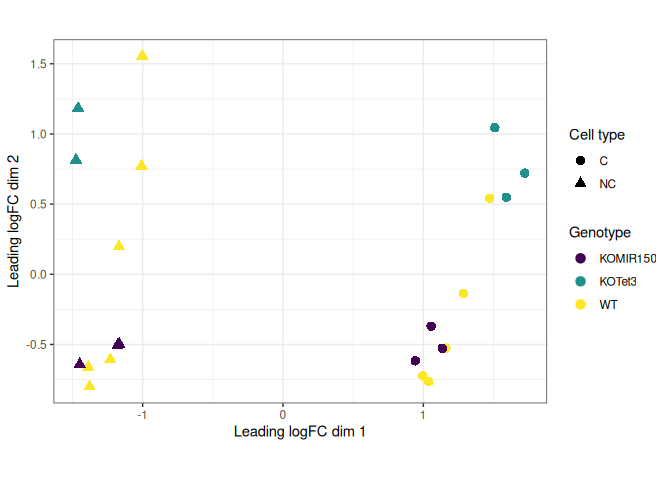 1.5
1.0
0.5
0.0
-0.5
Leading logFC dim 2
-1
0
1
Leading logFC dim 1
Cell type
C
NC
Genotype
KOMIR150
KOTet3
WT